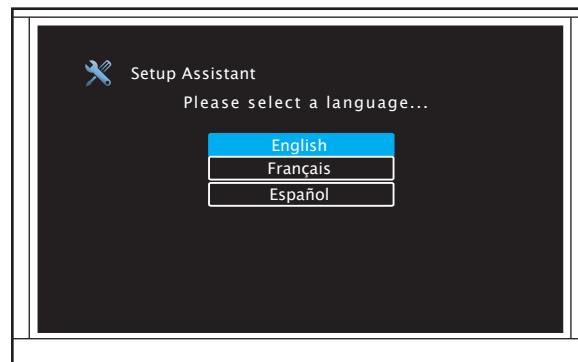 Setup Assistant
Please select a language...
English
Français
Español